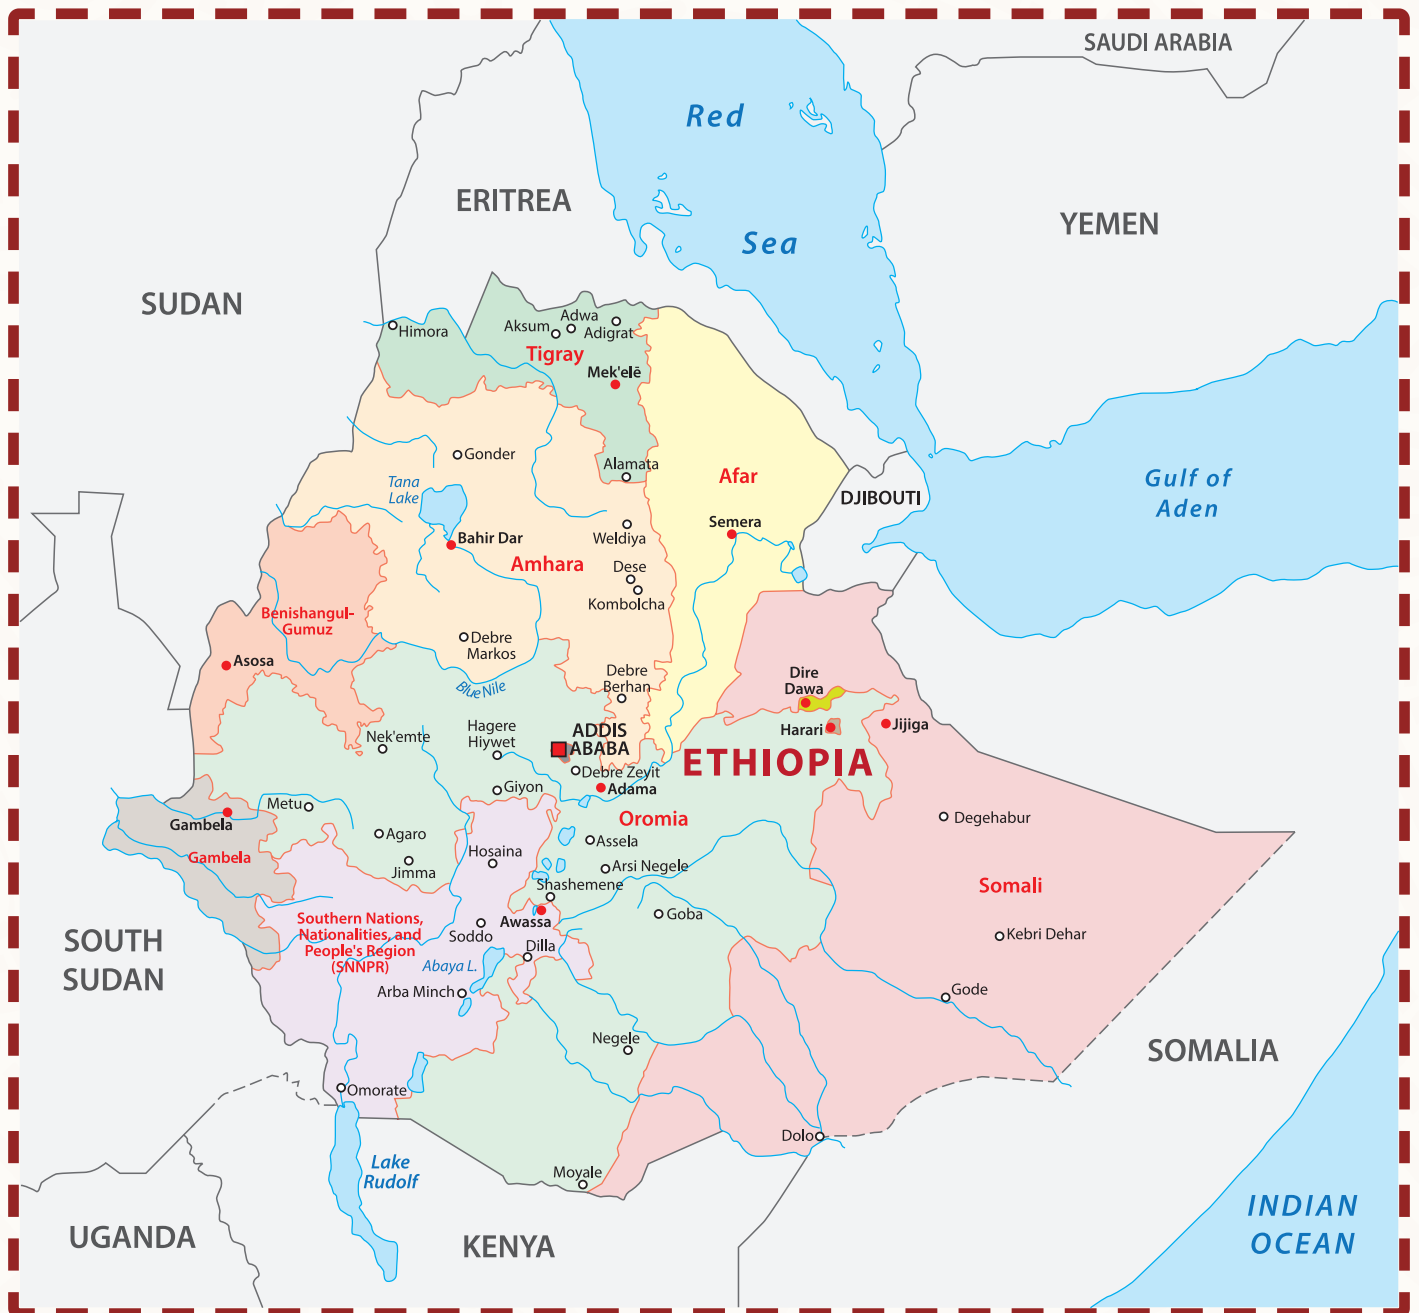 SAUDI ARABIA
Red
ERITREA
YEMEN
Sea
SUDAN
Adwa
Aksum
Himora
Adigrat
Tigray
Mek'elē
Gonder
Alamata
Afar
Tana
Lake
Gulf of
Aden
DJIBOUTI
Semera
Bahir Dar
Weldiya
Amhara
Dese
Kombolcha
Benishangul-
Gumuz
Debre
Markos
Asosa
Debre
Berhan
Dire
Dawa
Blue Nile
Hagere
Hiywet
ADDIS
ABABA
Nek'emte
Harari
Jijiga
ETHIOPIA
Debre Zeyit
Giyon
Adama
Metu
Gambela
Oromia
Degehabur
Agaro
Assela
Hosaina
Gambela
Jimma
Arsi Negele
Shashemene
Somali
Southern Nations,
Nationalities, and
People's Region
(SNNPR)
Awassa
Goba
Soddo
Dilla
Kebri Dehar
SOUTH
SUDAN
Abaya L.
Arba Minch
Gode
Negele
SOMALIA
Omorate
Dolo
Lake
Rudolf
Moyale
INDIAN
OCEAN
UGANDA
KENYA